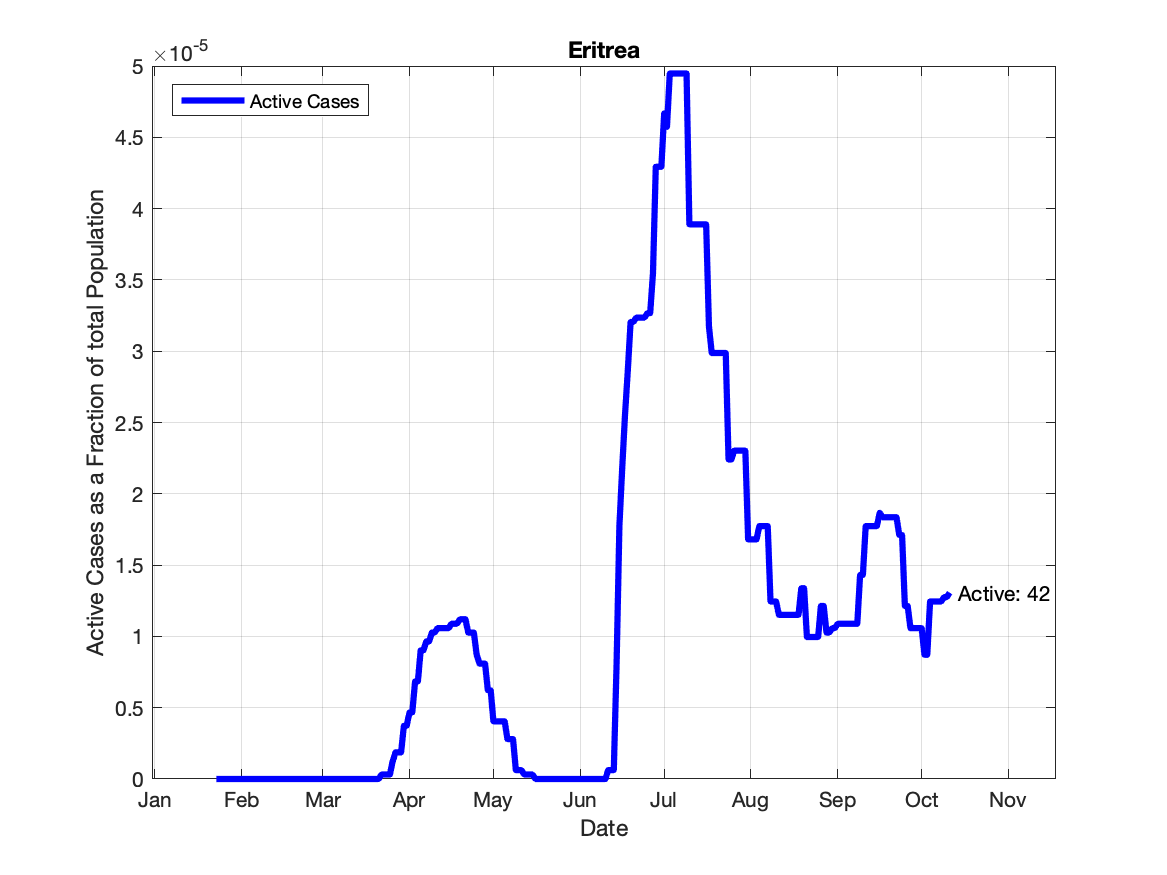 Eritrea
×10-5
5
4.5
4
3.5
3
2.5
2
1.5
1
0.5
0
Active Cases as a Fraction of total Population
Active Cases
Active: 42
Jan Feb Mar Apr May Jun Jul Aug Sep Oct Nov
Date